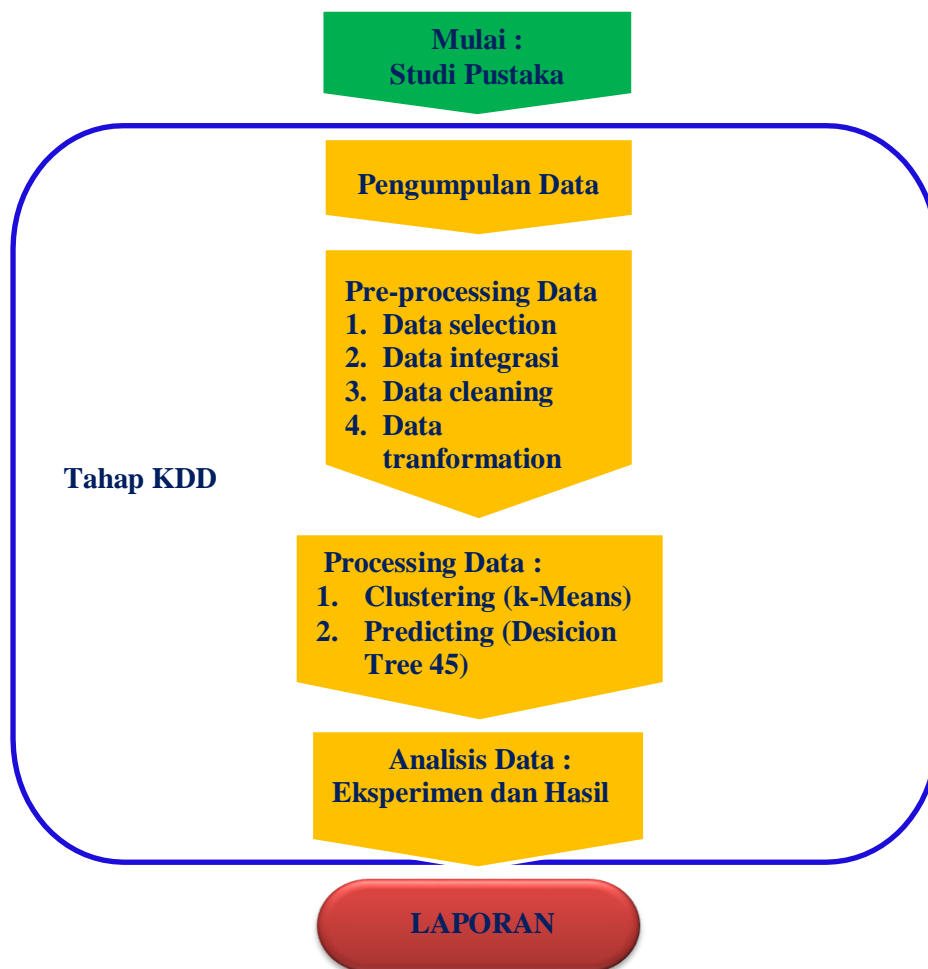 Mulai :
Studi Pustaka
Pengumpulan Data
Pre-processing Data
1. Data selection
2. Data integrasi
3. Data cleaning
4. Data
tranformation
Tahap KDD
Processing Data :
1. Clustering (k-Means)
2. Predicting (Desicion
Tree 45)
Analisis Data :
Eksperimen dan Hasil
LAPORAN